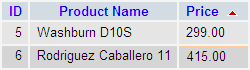 ID Product Name Price
5 Washburn D10S 299.00
6 Rodriguez Caballero 11 415.00